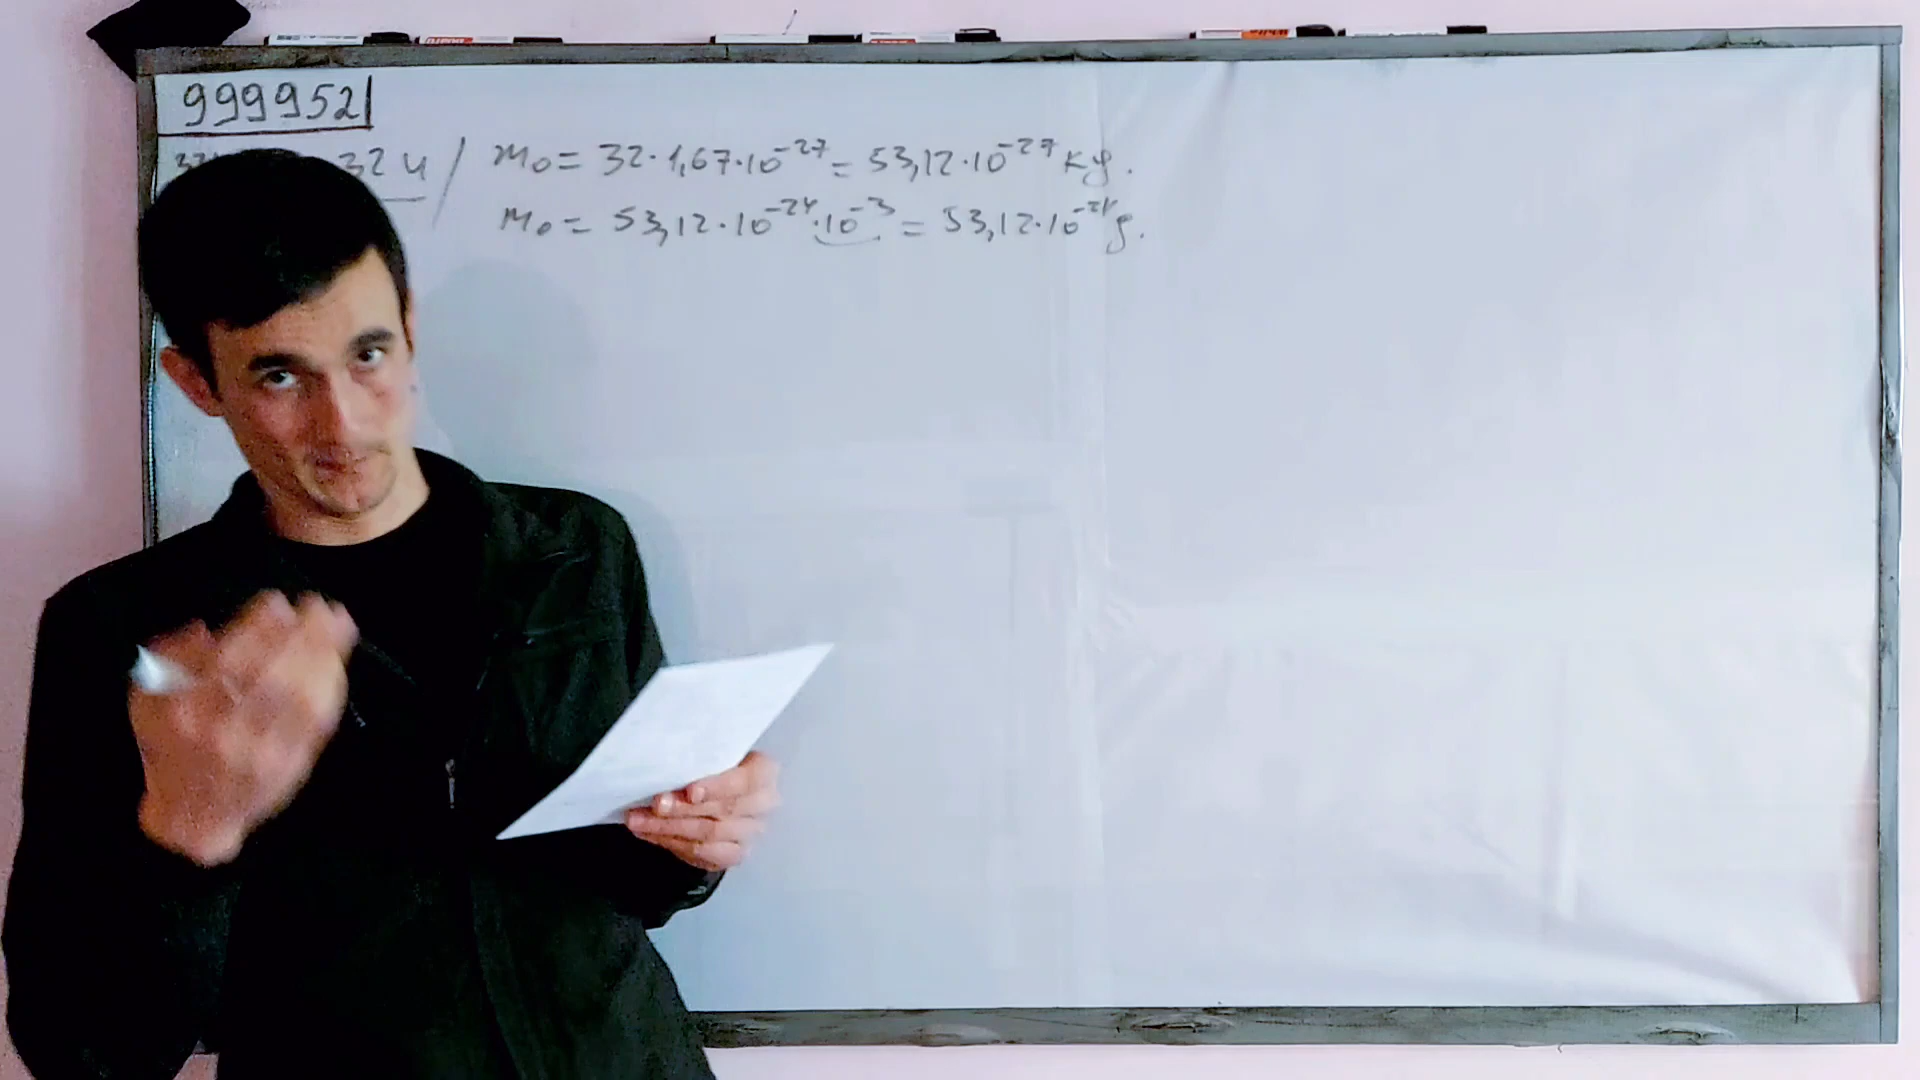 999952
32 u / m₀ = 32·1,67·10⁻²⁷ = 53,12·10⁻²⁷ kg.
m₀ = 53,12·10⁻²⁴·10⁻³ = 53,12·10⁻²⁴ g.